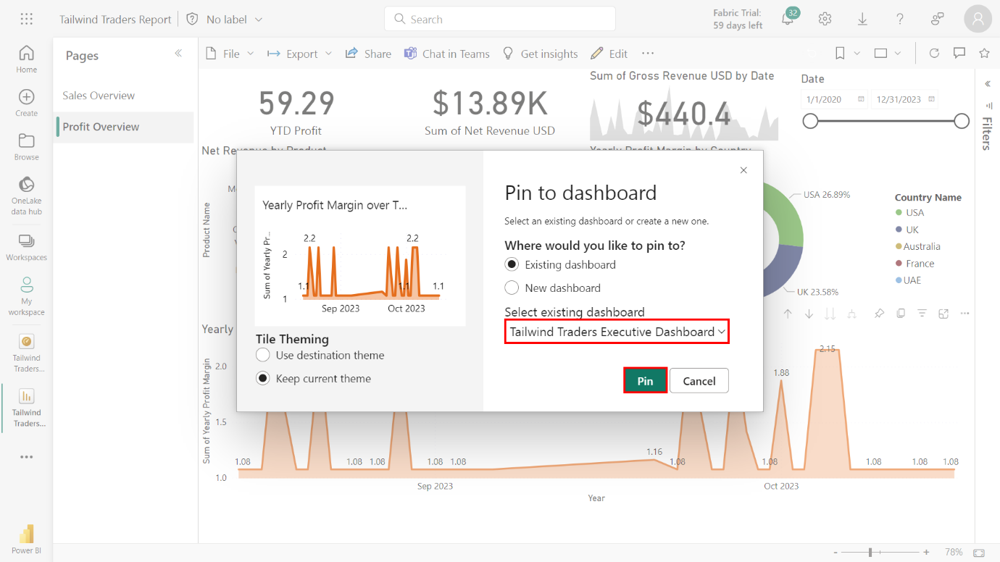 Tailwind Traders Report
No label
Search
Fabric Trial:
59 days left
32
Home
Create
Browse
OneLake
data hub
Workspaces
My
workspace
Tailwind
Traders...
Tailwind
Traders...
Power BI
Pages
Sales Overview
Profit Overview
File
Export
Share
Chat in Teams
Get insights
Edit
59.29
YTD Profit
$13.89K
Sum of Net Revenue USD
Sum of Gross Revenue USD by Date
$440.4
Date
1/1/2020
12/31/2023
Filters
Net Revenue by Product
Yearly Profit Margin by Country
Product Name
USA 26.89%
UK 23.58%
Country Name
USA
UK
Australia
France
UAE
Yearly Profit Margin over T...
Sum of Yearly Pr...
2.2
2.2
2
1.1
1.1
1.1
1
Sep 2023
Oct 2023
Tile Theming
Use destination theme
Keep current theme
Pin to dashboard
Select an existing dashboard or create a new one.
Where would you like to pin to?
Existing dashboard
New dashboard
Select existing dashboard
Tailwind Traders Executive Dashboard
Pin
Cancel
Yearly
Sum of Yearly Profit Margin
2.0
1.5
1.0
1.08
1.08
1.08
1.08
1.08
1.16
1.08
1.88
1.08
2.15
1.08
1.08
1.08
Sep 2023
Oct 2023
Year
78%